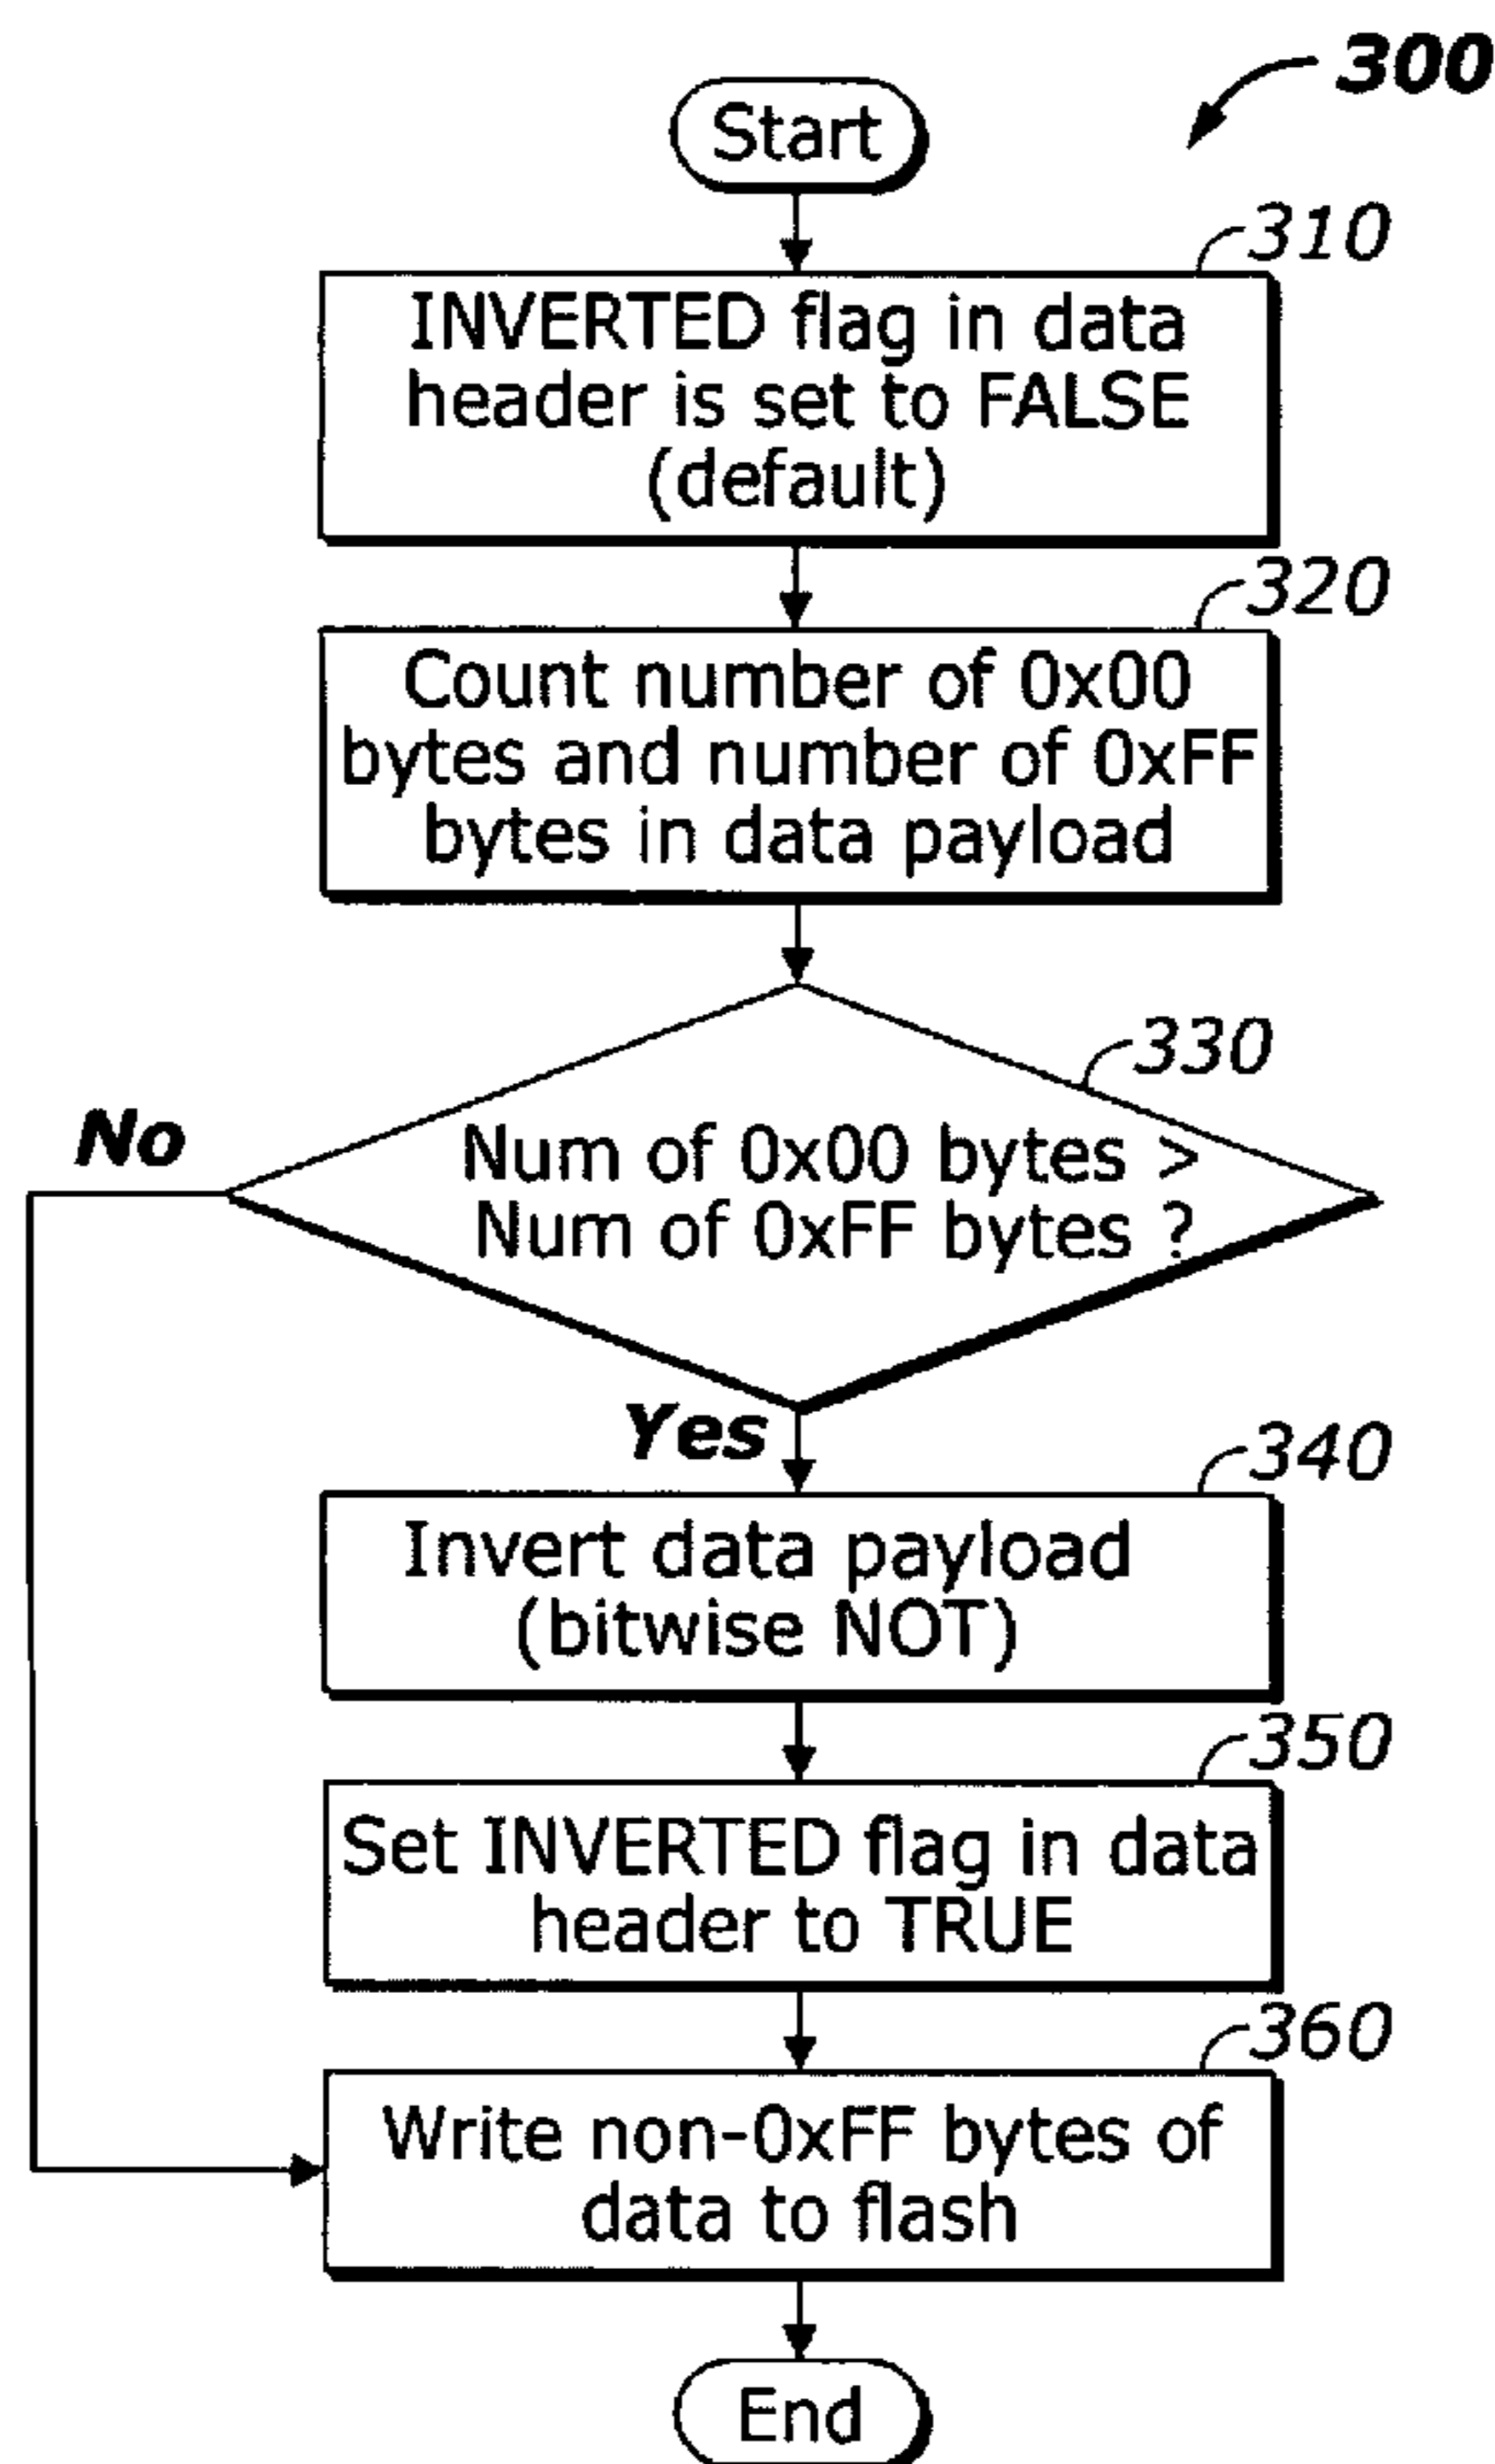 300
Start
310
INVERTED flag in data
header is set to FALSE
(default)
320
Count number of 0x00
bytes and number of 0xFF
bytes in data payload
330
No
Num of 0x00 bytes >
Num of 0xFF bytes ?
Yes
340
Invert data payload
(bitwise NOT)
350
Set INVERTED flag in data
header to TRUE
360
Write non-0xFF bytes of
data to flash
End